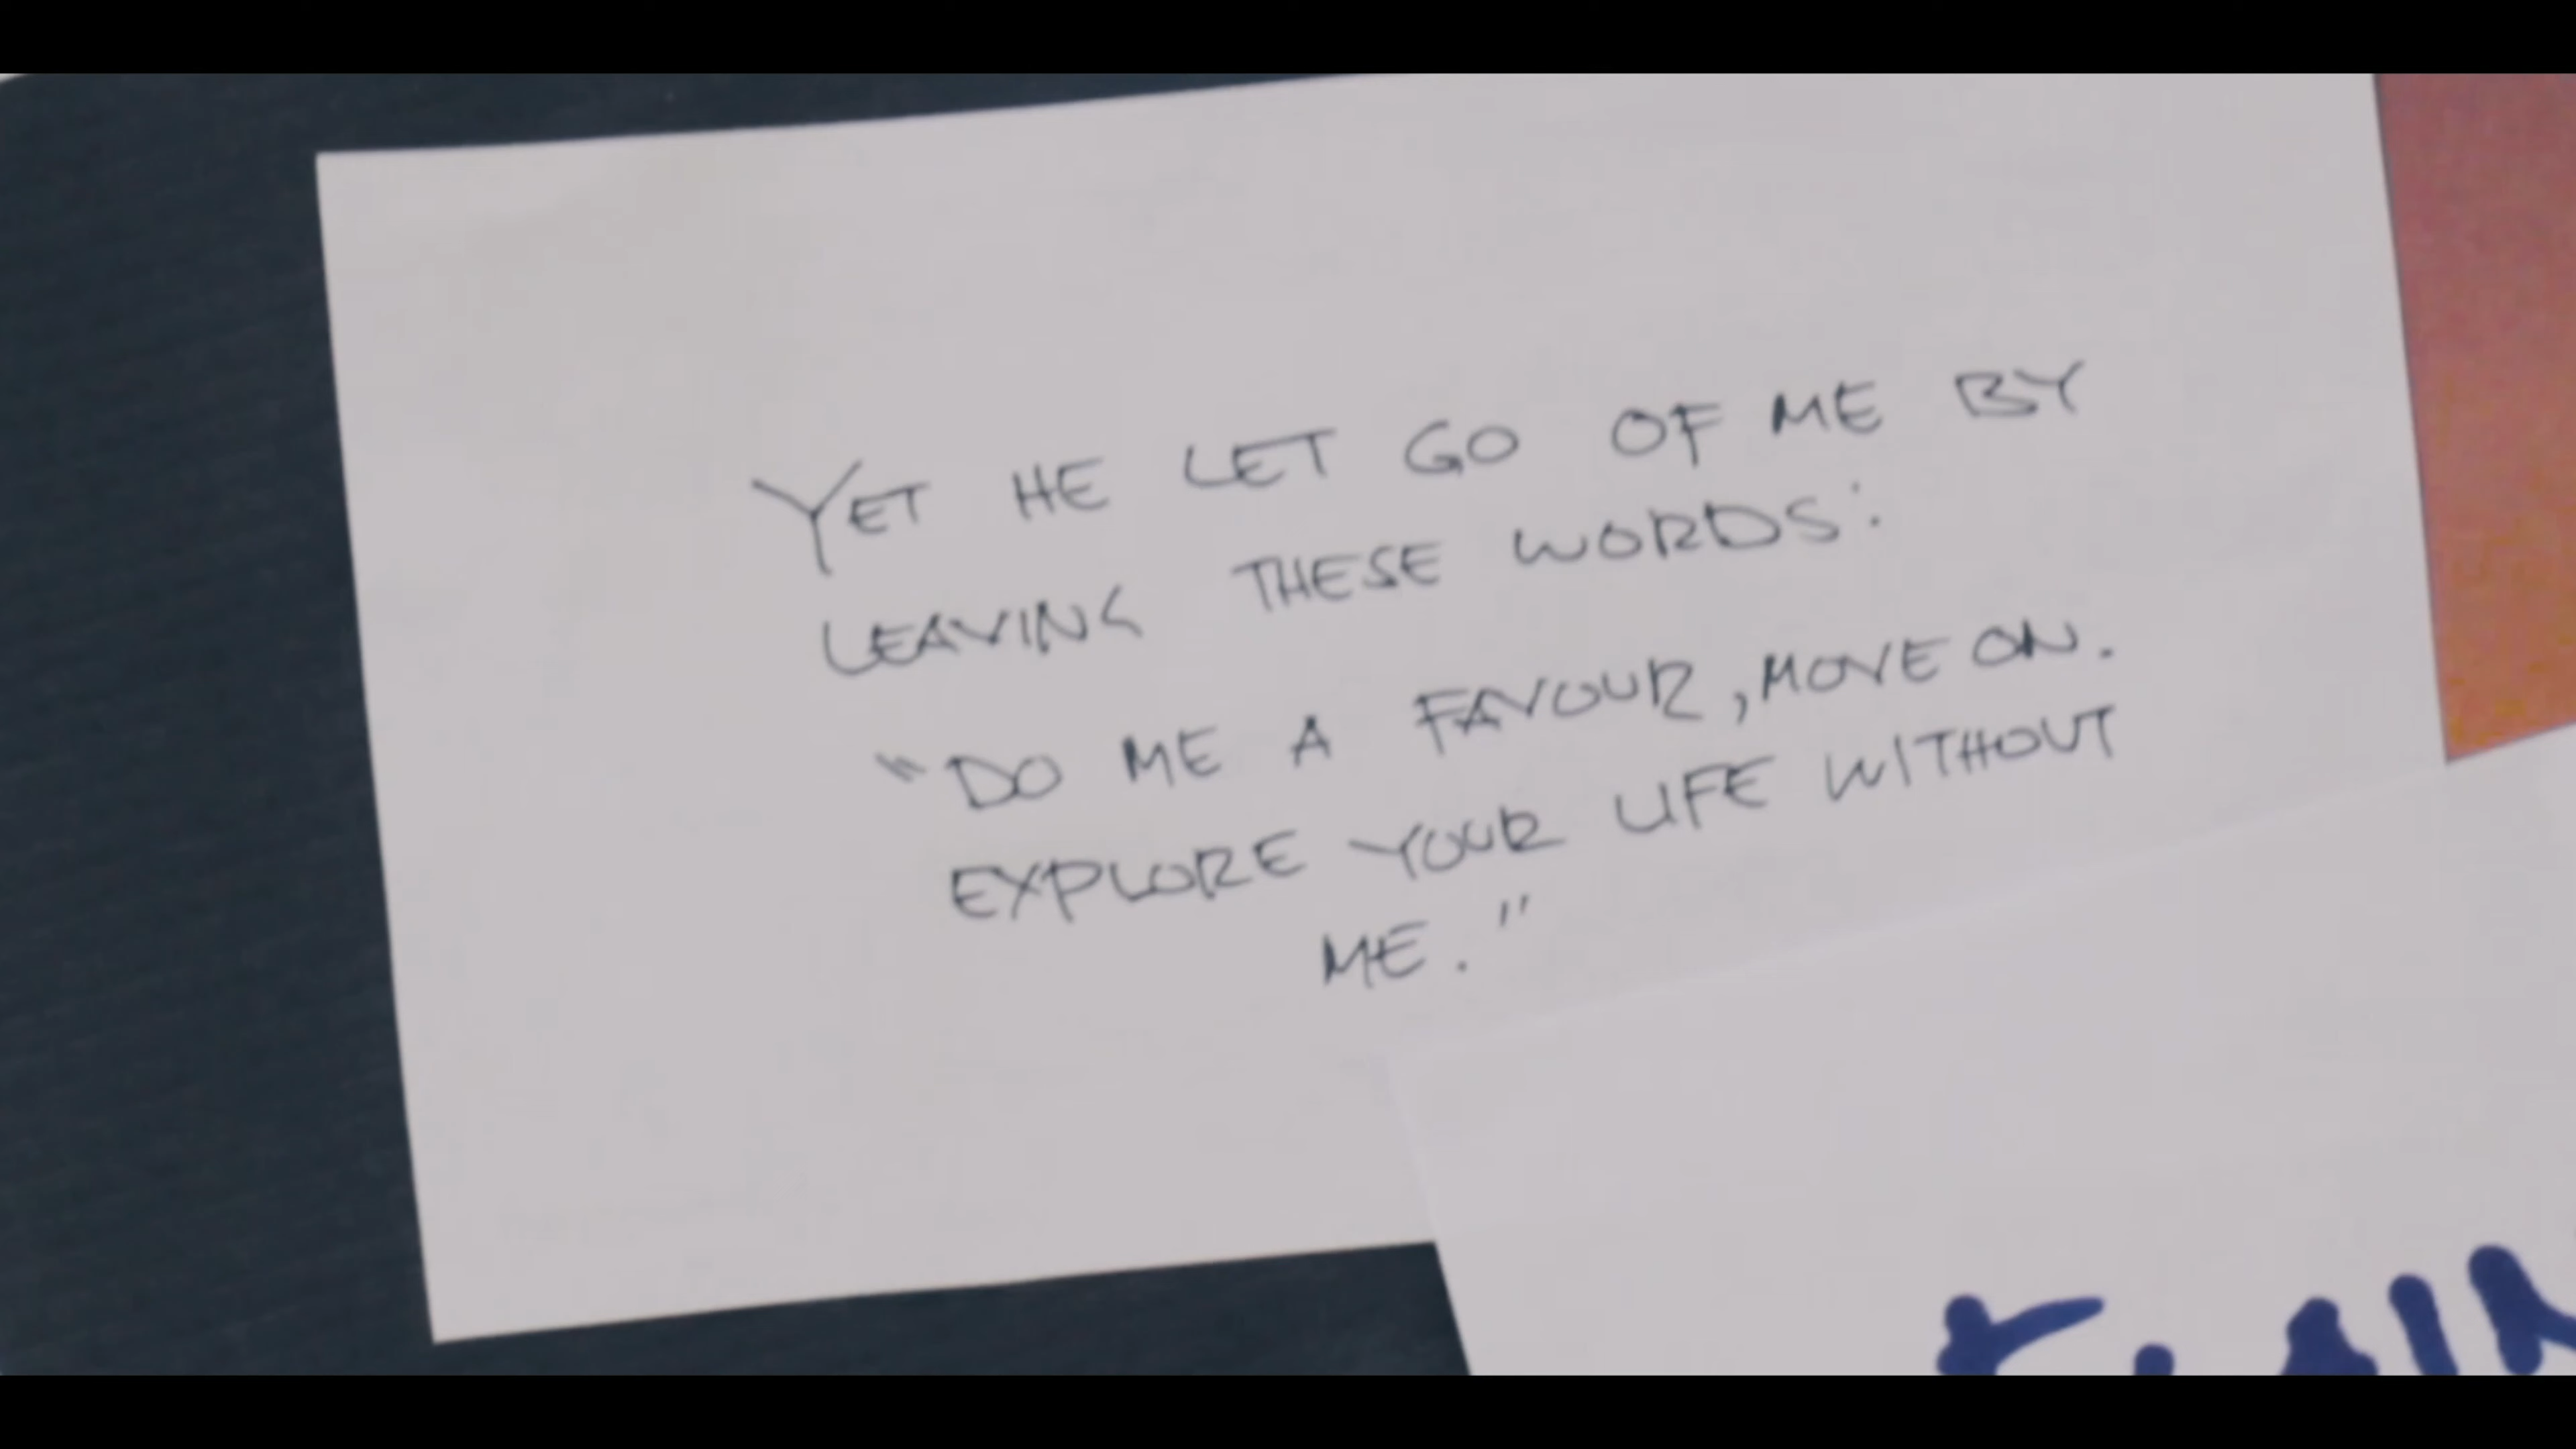 YET HE LET GO OF ME BY
LEAVING THESE WORDS:
"DO ME A FAVOUR, MOVE ON.
EXPLORE YOUR LIFE WITHOUT
ME."